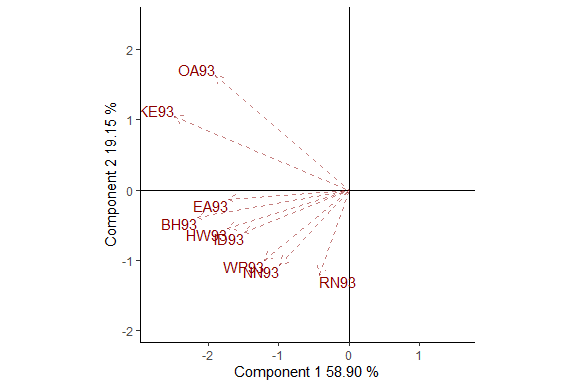 2
OA93
KE93
1
0
EA93
BH93
HW93
ID93
-1
WR93
NN93
RN93
-2
-2
-1
0
1
Component 1 58.90 %
Component 2 19.15 %